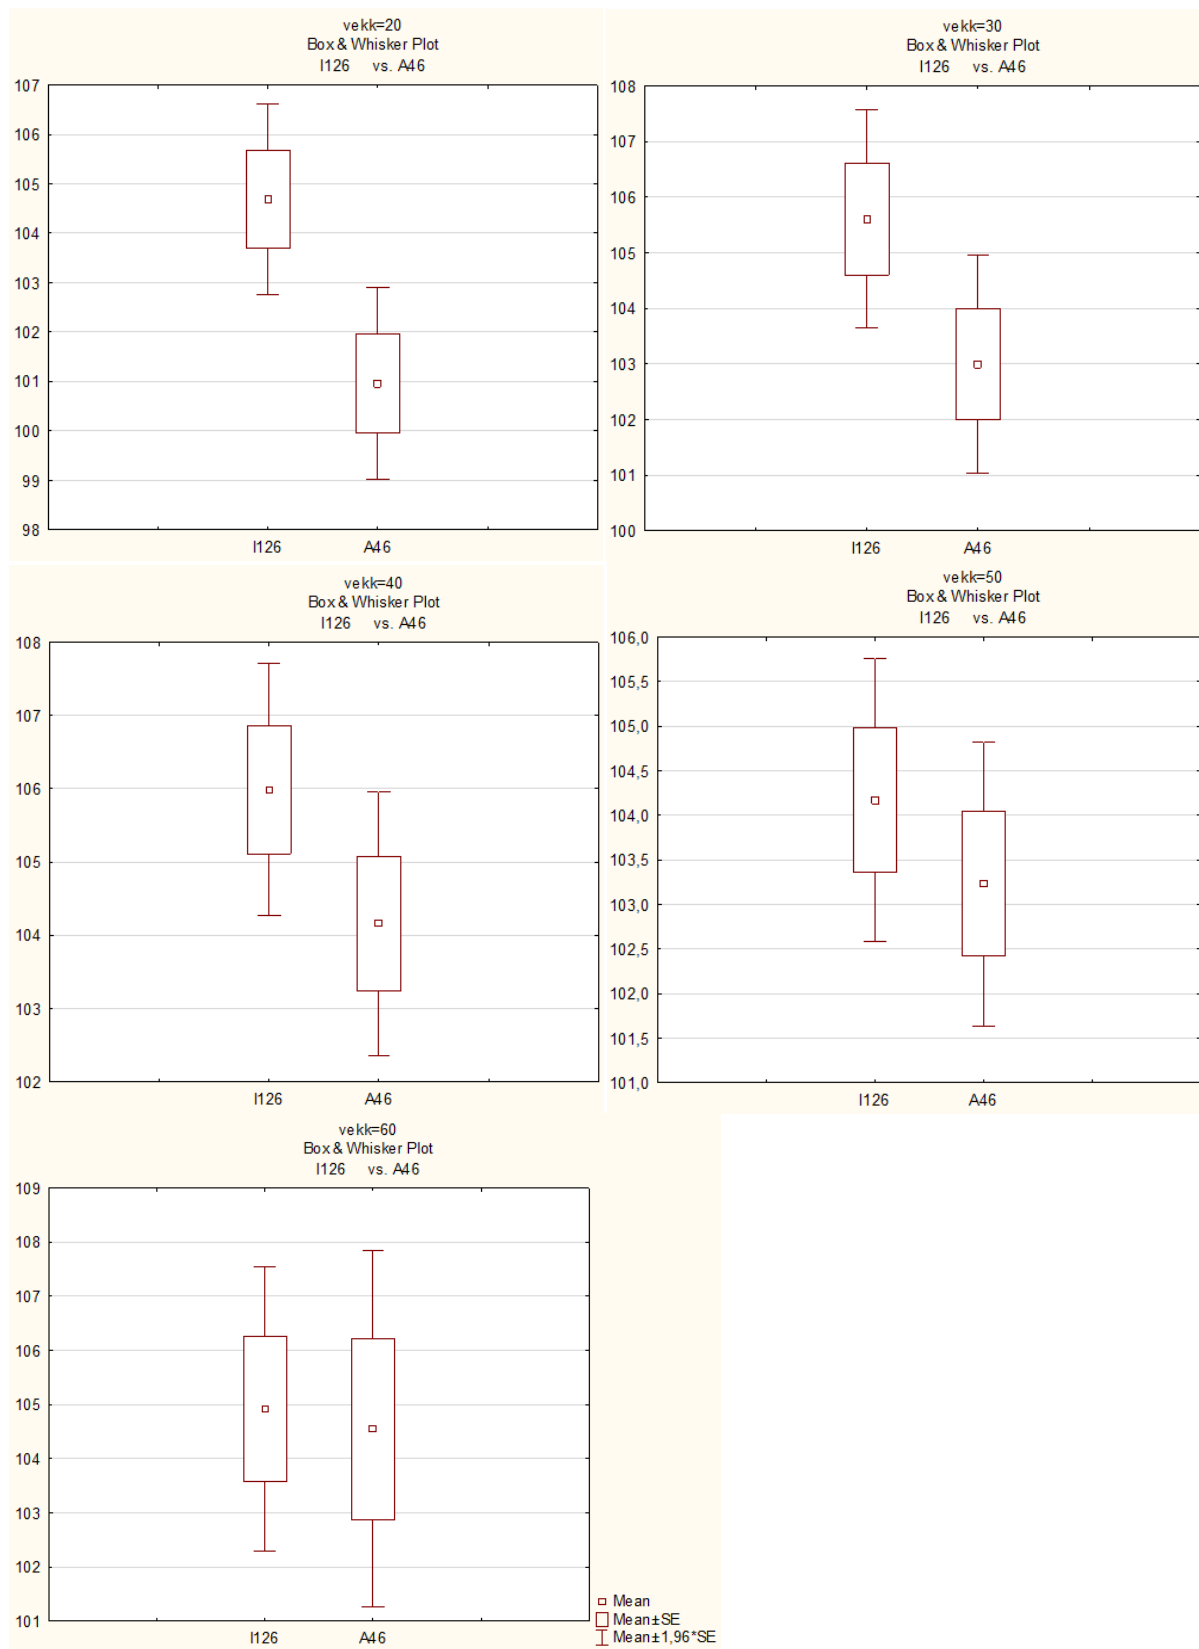 vekk=20
Box & Whisker Plot
I126 vs. A46
107
106
105
104
103
102
101
100
99
98
I126 A46
vekk=30
Box & Whisker Plot
I126 vs. A46
108
107
106
105
104
103
102
101
100
I126 A46
vekk=40
Box & Whisker Plot
I126 vs. A46
108
107
106
105
104
103
102
I126 A46
vekk=50
Box & Whisker Plot
I126 vs. A46
106,0
105,5
105,0
104,5
104,0
103,5
103,0
102,5
102,0
101,5
101,0
I126 A46
vekk=60
Box & Whisker Plot
I126 vs. A46
109
108
107
106
105
104
103
102
101
I126 A46
Mean
Mean±SE
Mean±1,96*SE